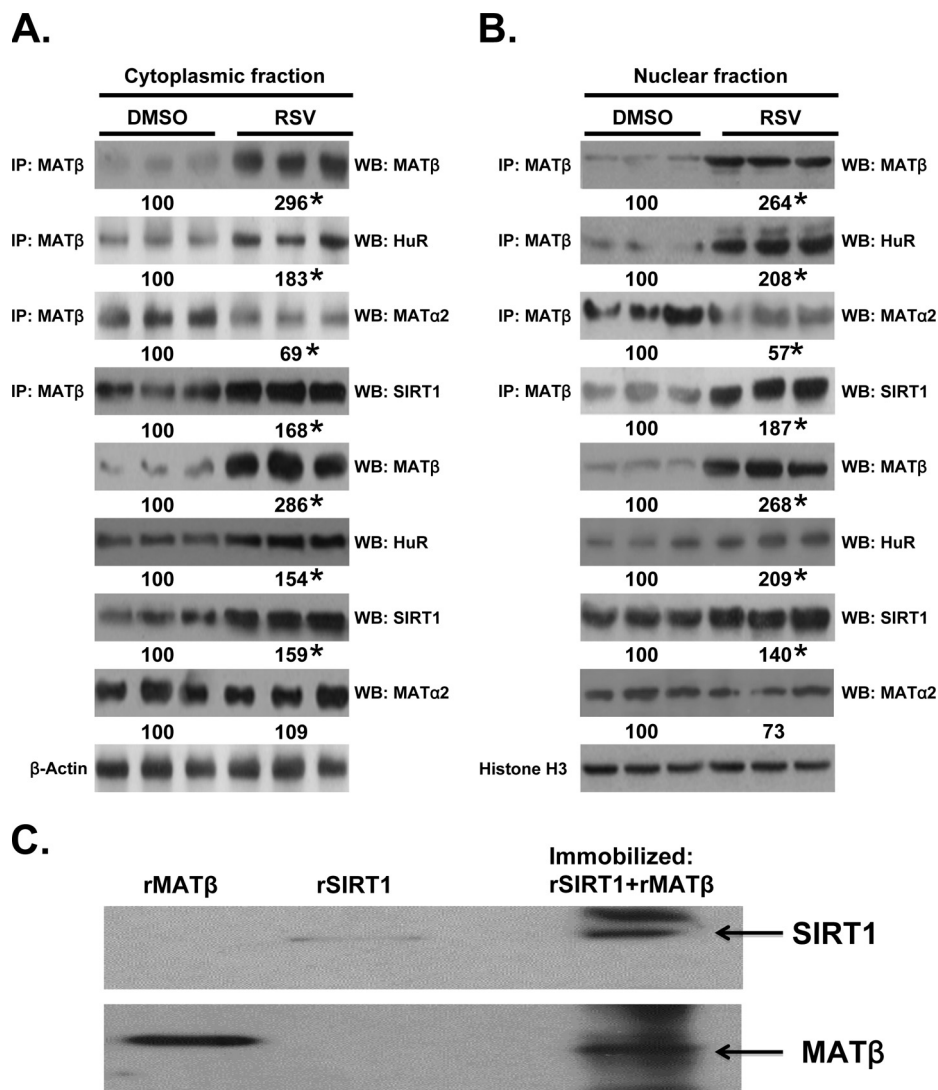 A.
Cytoplasmic fraction
DMSO RSV
IP: MATβ WB: MATβ
100 296*
IP: MATβ WB: HuR
100 183*
IP: MATβ WB: MATα2
100 69*
IP: MATβ WB: SIRT1
100 168*
WB: MATβ
100 286*
WB: HuR
100 154*
WB: SIRT1
100 159*
WB: MATα2
100 109
β-Actin
B.
Nuclear fraction
DMSO RSV
IP: MATβ WB: MATβ
100 264*
IP: MATβ WB: HuR
100 208*
IP: MATβ WB: MATα2
100 57*
IP: MATβ WB: SIRT1
100 187*
WB: MATβ
100 268*
WB: HuR
100 209*
WB: SIRT1
100 140*
WB: MATα2
100 73
Histone H3
C.
Immobilized:
rMATβ rSIRT1 rSIRT1+rMATβ
SIRT1
MATβ